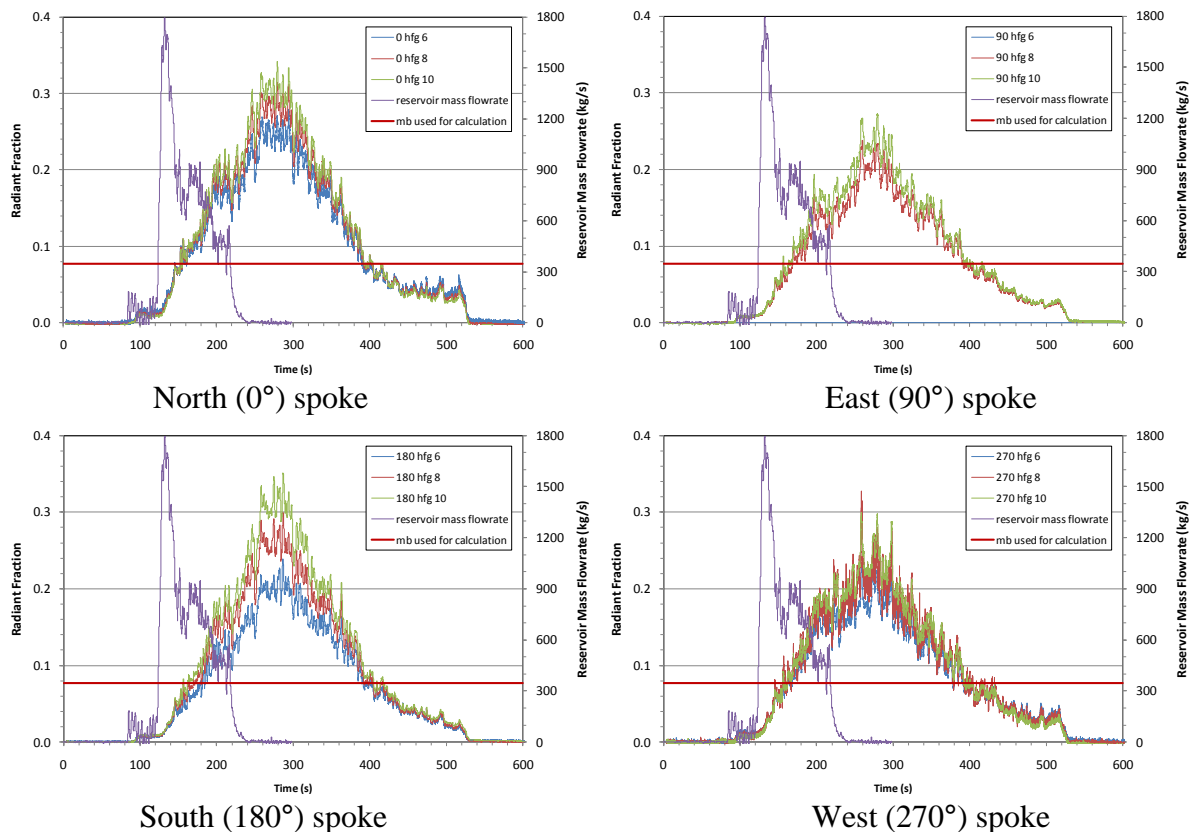 0.4
0.3
0.2
0.1
0.0
Radiant Fraction
0 100 200 300 400 500 600
Time (s)
1800
1500
1200
900
600
300
0
Reservoir Mass Flowrate (kg/s)
0 hfg 6
0 hfg 8
0 hfg 10
reservoir mass flowrate
mb used for calculation
North (0°) spoke
0.4
0.3
0.2
0.1
0.0
Radiant Fraction
0 100 200 300 400 500 600
Time (s)
1800
1500
1200
900
600
300
0
Reservoir Mass Flowrate (kg/s)
90 hfg 6
90 hfg 8
90 hfg 10
reservoir mass flowrate
mb used for calculation
East (90°) spoke
0.4
0.3
0.2
0.1
0.0
Radiant Fraction
0 100 200 300 400 500 600
Time (s)
1800
1500
1200
900
600
300
0
Reservoir Mass Flowrate (kg/s)
180 hfg 6
180 hfg 8
180 hfg 10
reservoir mass flowrate
mb used for calculation
South (180°) spoke
0.4
0.3
0.2
0.1
0.0
Radiant Fraction
0 100 200 300 400 500 600
Time (s)
1800
1500
1200
900
600
300
0
Reservoir Mass Flowrate (kg/s)
270 hfg 6
270 hfg 8
270 hfg 10
reservoir mass flowrate
mb used for calculation
West (270°) spoke